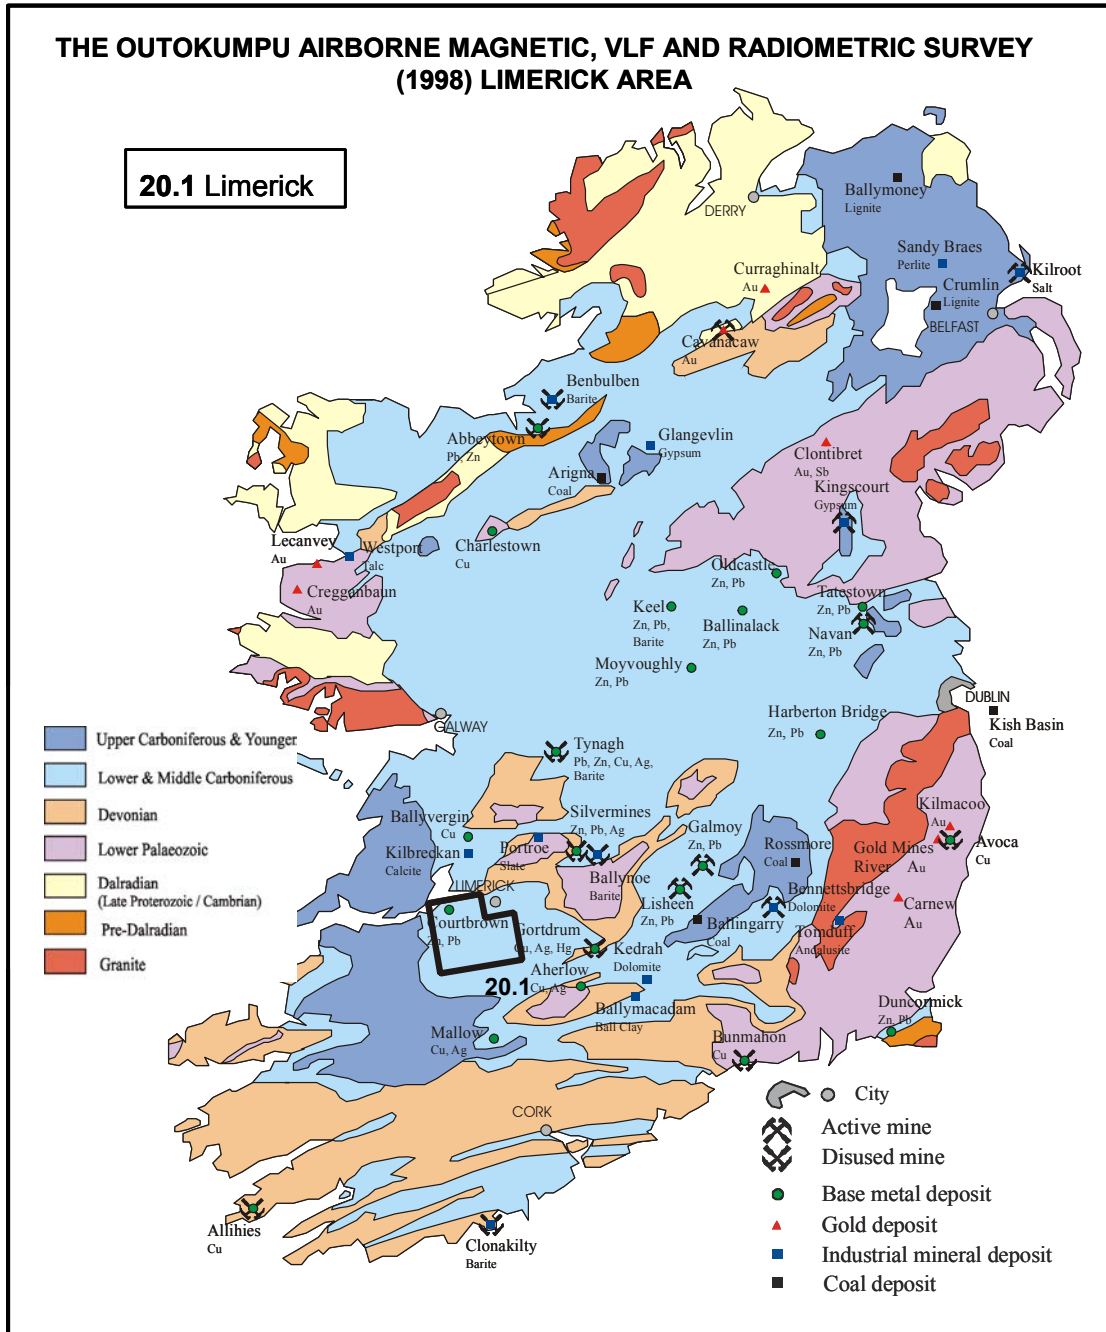 THE OUTOKUMPU AIRBORNE MAGNETIC, VLF AND RADIOMETRIC SURVEY
(1998) LIMERICK AREA
20.1 Limerick
DERRY
Ballymoney
Lignite
Sandy Braes
Perlite
Kilroot
Salt
Crumlin
Lignite
BELFAST
Curraghinalt
Au
Cavanacaw
Au
Benbulben
Barite
Abbeytown
Pb, Zn
Glangevlin
Gypsum
Arigna
Coal
Clontibret
Au, Sb
Kingscourt
Gypsum
Charlestown
Cu
Lecanvey
Au
Westport
Talc
Cregganbaun
Au
Oldcastle
Zn, Pb
Tatestown
Zn, Pb
Keel
Zn, Pb,
Barite
Ballinalack
Zn, Pb
Navan
Zn, Pb
Moyvoughly
Zn, Pb
DUBLIN
Kish Basin
Coal
Harberton Bridge
Zn, Pb
GALWAY
Tynagh
Pb, Zn, Cu, Ag,
Barite
Upper Carboniferous & Younger
Lower & Middle Carboniferous
Devonian
Lower Palaeozoic
Dalradian
(Late Proterozoic / Cambrian)
Pre-Dalradian
Granite
Ballyvergin
Cu
Kilbreckan
Calcite
Silvermines
Zn, Pb, Ag
Portroe
Slate
Ballynoe
Barite
Galmoy
Zn, Pb
Rossmore
Coal
Kilmacoo
Au
Avoca
Cu
Gold Mines
River
Au
LIMERICK
Courtbrown
Zn, Pb
Lisheen
Zn, Pb
Bennettsbridge
Dolomite
Carnew
Au
Ballingarry
Coal
Tomduff
Andalusite
Gortdrum
Cu, Ag, Hg
Kedrah
Dolomite
20.1
Aherlow
Cu, Ag
Ballymacadam
Ball Clay
Duncormick
Zn, Pb
Mallow
Cu, Ag
Bunmahon
Cu
CORK
Allihies
Cu
Clonakilty
Barite
City
Active mine
Disused mine
Base metal deposit
Gold deposit
Industrial mineral deposit
Coal deposit